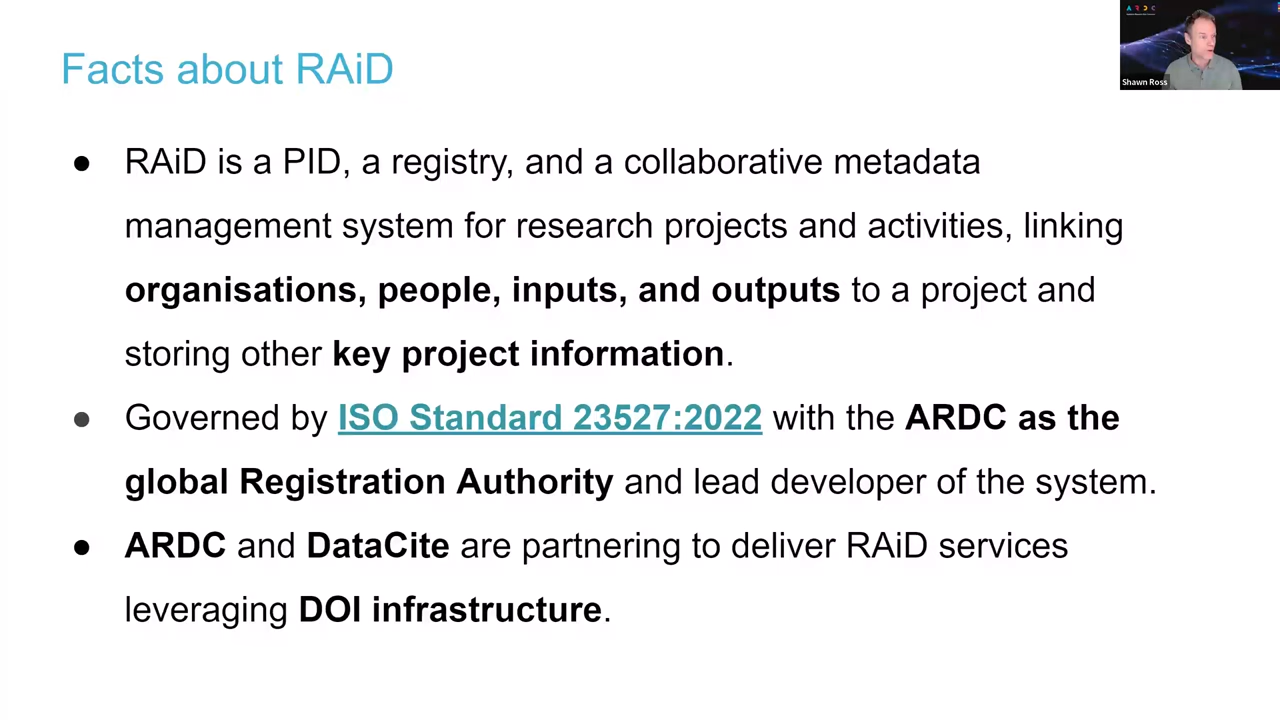 Facts about RAiD
ARDC
Shawn Ross
● RAiD is a PID, a registry, and a collaborative metadata
management system for research projects and activities, linking
organisations, people, inputs, and outputs to a project and
storing other key project information.
● Governed by ISO Standard 23527:2022 with the ARDC as the
global Registration Authority and lead developer of the system.
● ARDC and DataCite are partnering to deliver RAiD services
leveraging DOI infrastructure.